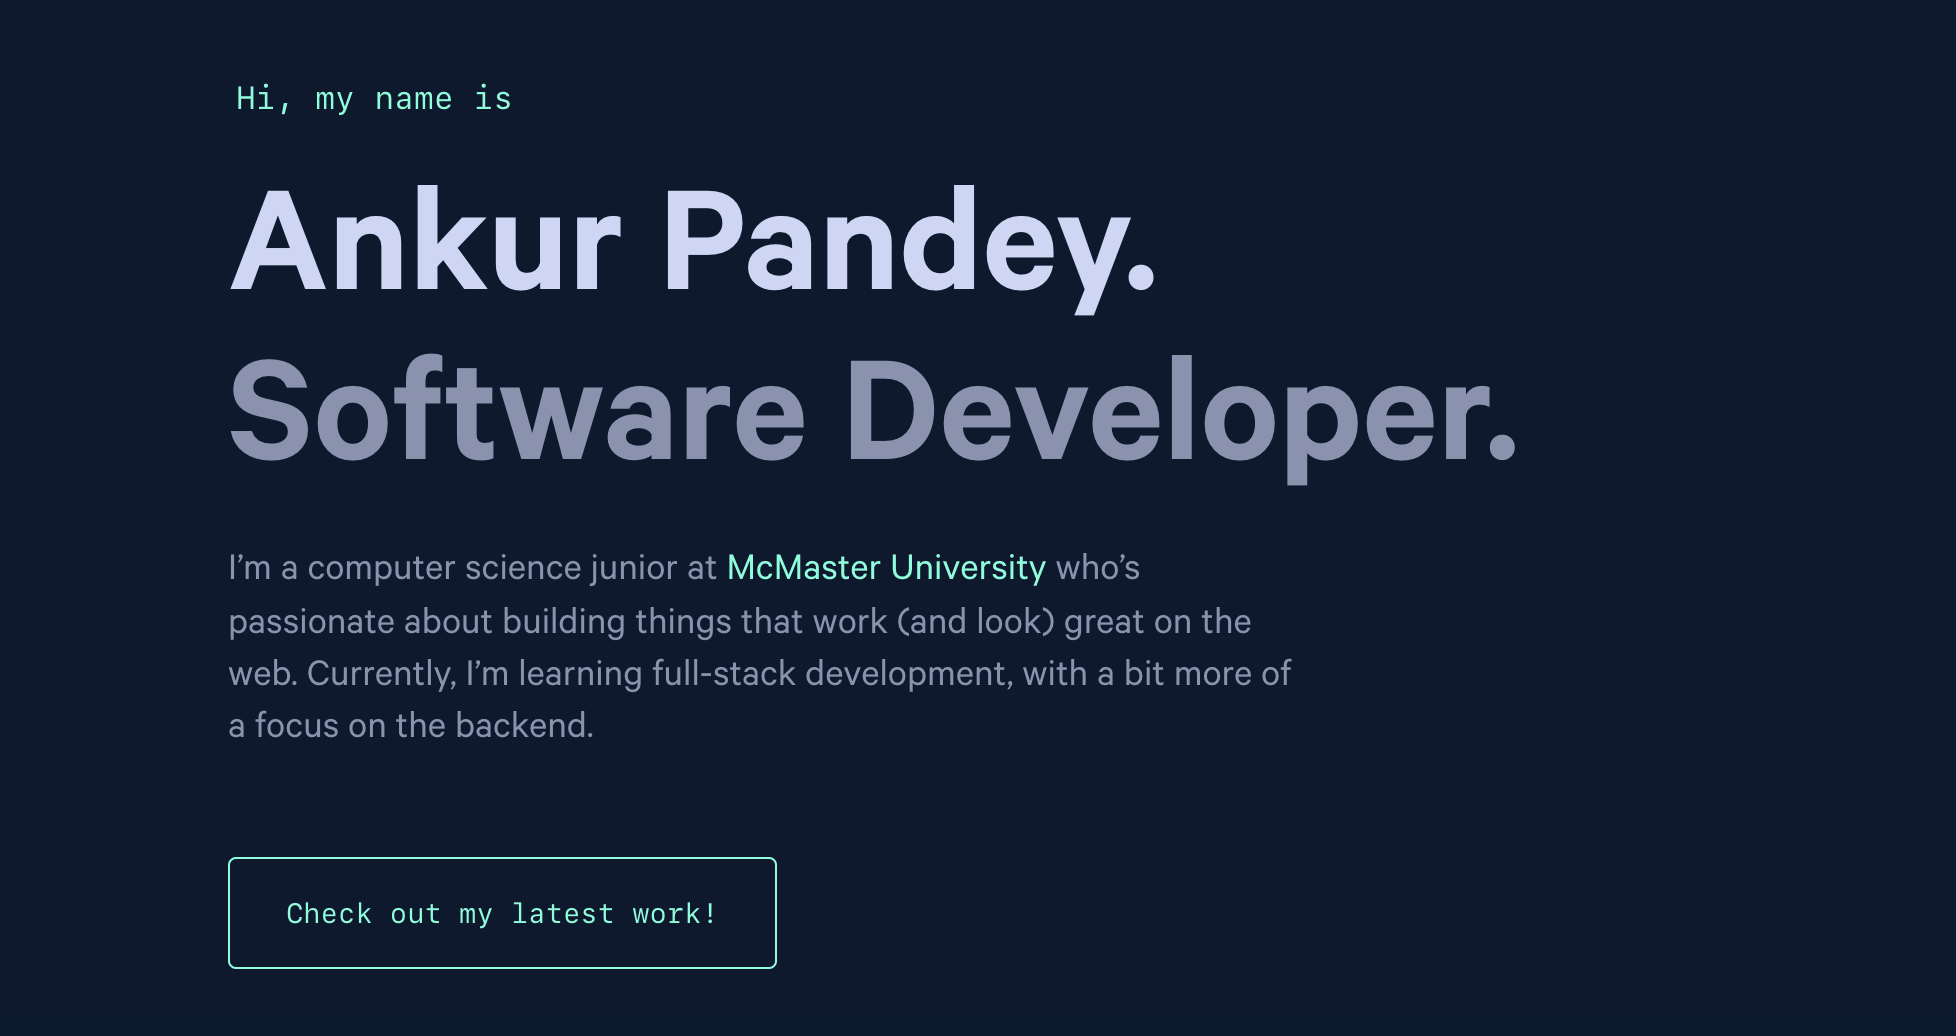 Hi, my name is
Ankur Pandey.
Software Developer.
I’m a computer science junior at McMaster University who’s
passionate about building things that work (and look) great on the
web. Currently, I’m learning full-stack development, with a bit more of
a focus on the backend.
Check out my latest work!